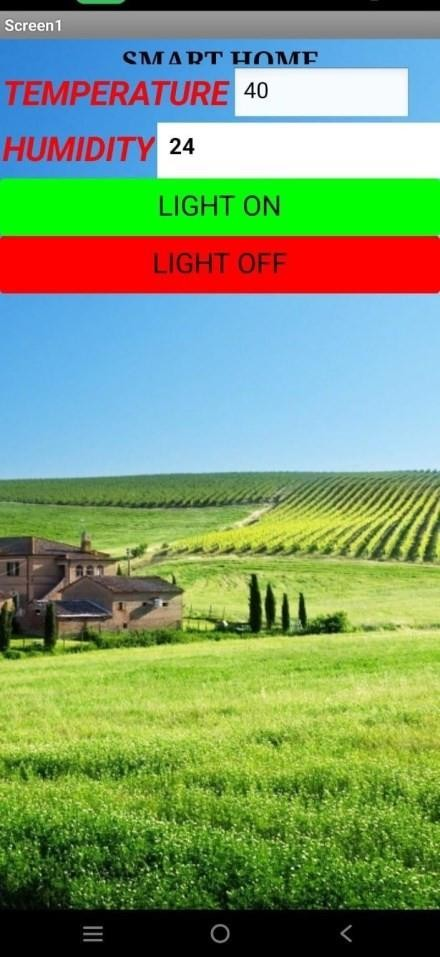 Screen1
SMART HOME
TEMPERATURE 40
HUMIDITY 24
LIGHT ON
LIGHT OFF